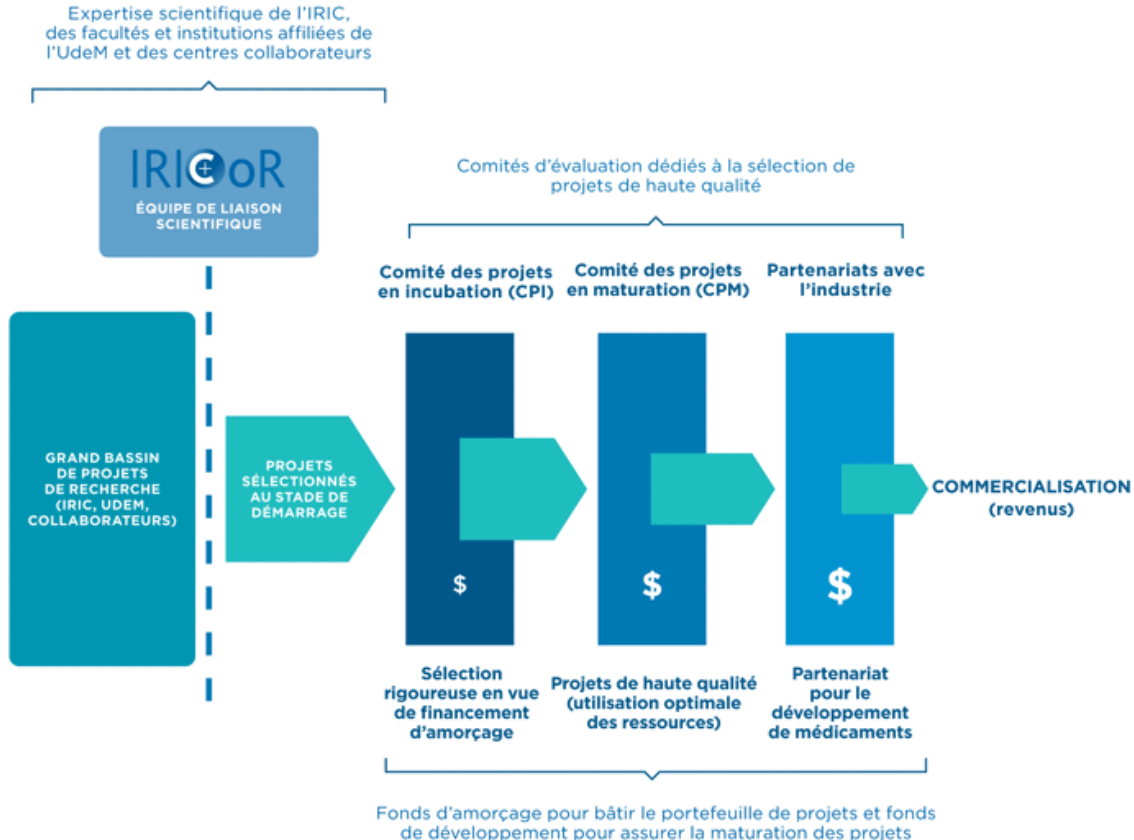 Expertise scientifique de l'IRIC,
des facultés et institutions affiliées de
l'UdeM et des centres collaborateurs
IRICoR
ÉQUIPE DE LIAISON
SCIENTIFIQUE
Comités d'évaluation dédiés à la sélection de
projets de haute qualité
Comité des projets
en incubation (CPI)
Comité des projets
en maturation (CPM)
Partenariats avec
l'industrie
GRAND BASSIN
DE PROJETS
DE RECHERCHE
(IRIC, UDEM,
COLLABORATEURS)
PROJETS
SÉLECTIONNÉS
AU STADE DE
DÉMARRAGE
COMMERCIALISATION
(revenus)
$
$
$
Sélection
rigoureuse en vue
de financement
d'amorçage
Projets de haute qualité
(utilisation optimale
des ressources)
Partenariat
pour le
développement
de médicaments
Fonds d'amorçage pour bâtir le portefeuille de projets et fonds
de développement pour assurer la maturation des projets